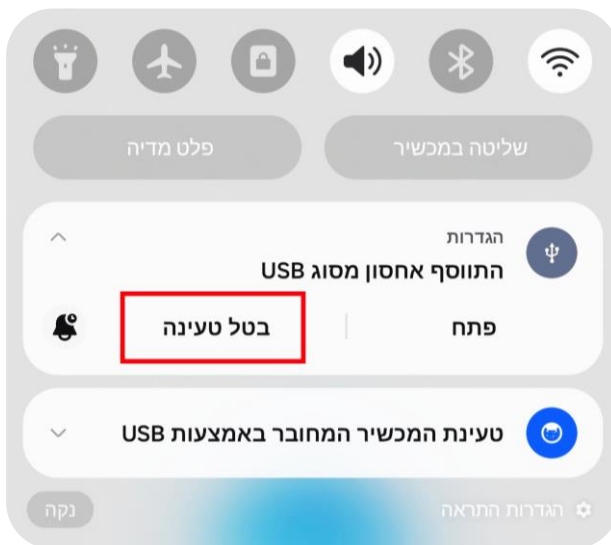 שליטה במכשיר
פלט מדיה
הגדרות
התווסף אחסון מסוג USB
פתח
בטל טעינה
טעינת המכשיר המחובר באמצעות USB
הגדרות התראה
נקה